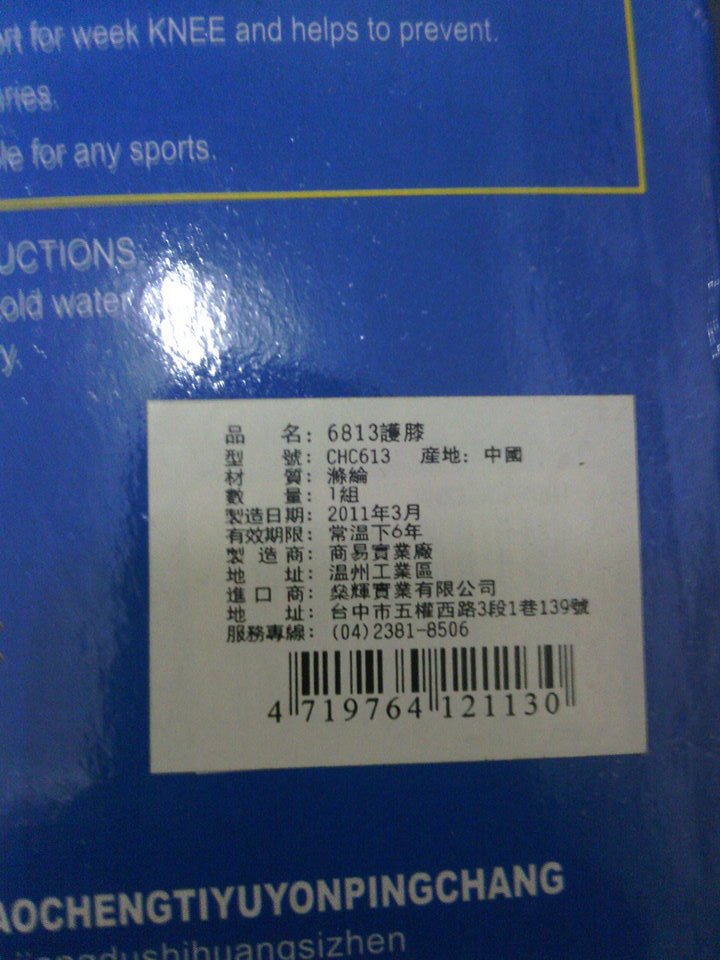 for week KNEE and helps to prevent.
for any sports.
water
品 名: 6813護膝
型 號: CHC613 產地: 中國
材 質: 滌綸
數 量: 1組
製造日期: 2011年3月
有效期限: 常溫下6年
製 造 商: 商易實業廠
地 址: 溫州工業區
進 口 商: 燊輝實業有限公司
地 址: 台中市五權西路3段1巷139號
服務專線: (04)2381-8506
4 719764 121130
AOCHENGTIYUYONPINGCHANG